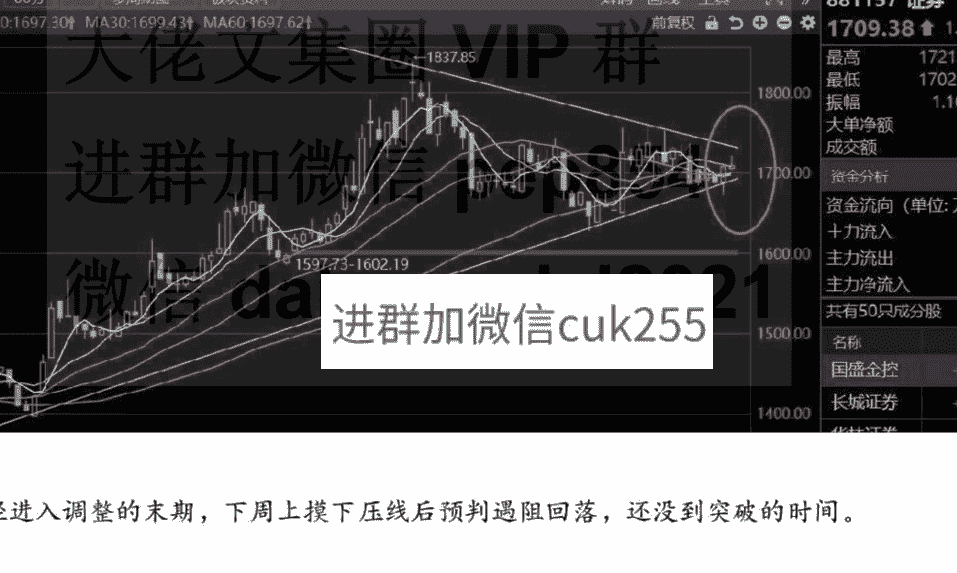 :1697.30↑ MA30:1699.43↑ MA60:1697.62↑
前复权
881157 证券
1709.38
最高 1721
最低 1702
振幅 1.1
大单净额
成交额
资金分析
资金流向（单位:万
主力流入
主力流出
主力净流入
共有50只成分股
名称
国盛金控
长城证券
1837.85
1800.00
1700.00
1600.00
1500.00
1400.00
1597.73-1602.19
大佬文集圈 VIP 群
进群加微信
微信
进群加微信cuk255
进入调整的末期，下周上摸下压线后预判遇阻回落，还没到突破的时间。